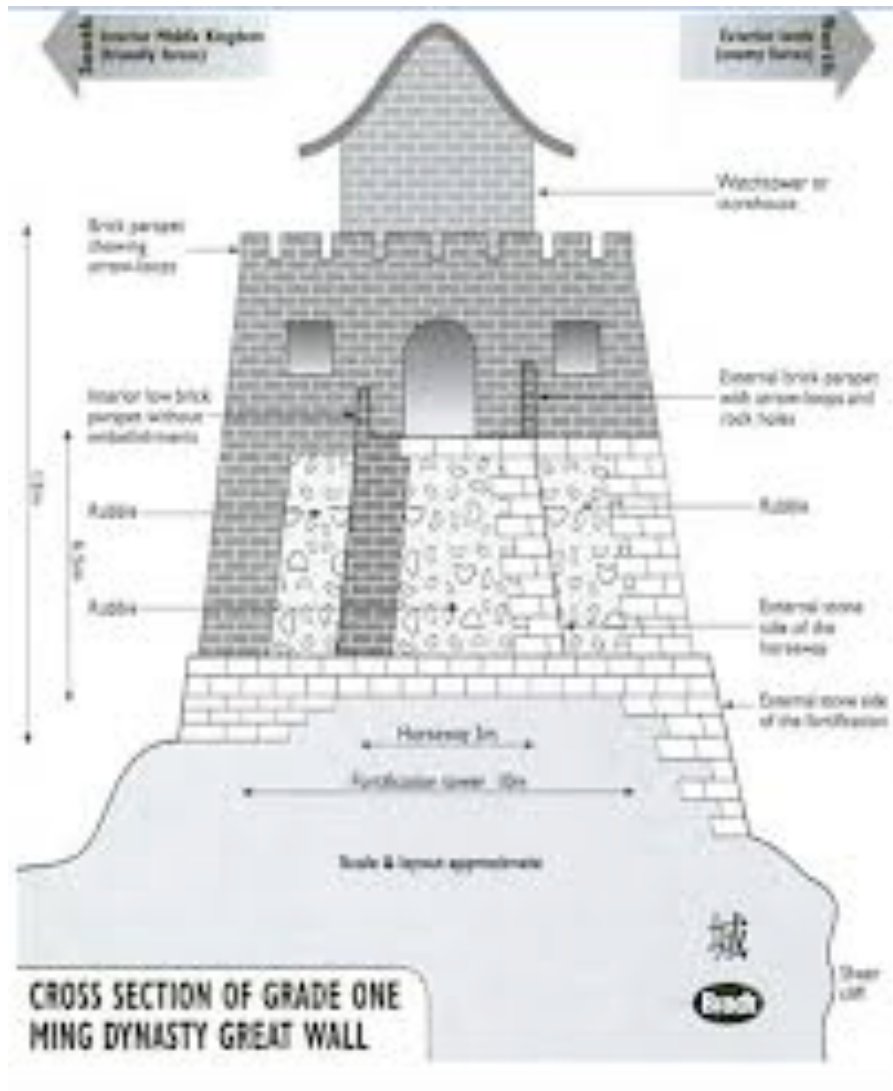 South
Interior Middle Kingdom
(friendly forces)
Exterior lands
(enemy forces)
North
Watchtower or
storehouse
Brick parapet
showing
arrow-loops
Interior low brick
parapet without
embellishments
External brick parapet
with arrow-loops and
rock holes
Rubble
Rubble
Rubble
External stone
side of the
horseway
External stone side
of the fortification
Horseway 5m
Fortification tower 10m
Scale & layout approximate
城
Sheer
cliff
CROSS SECTION OF GRADE ONE
MING DYNASTY GREAT WALL